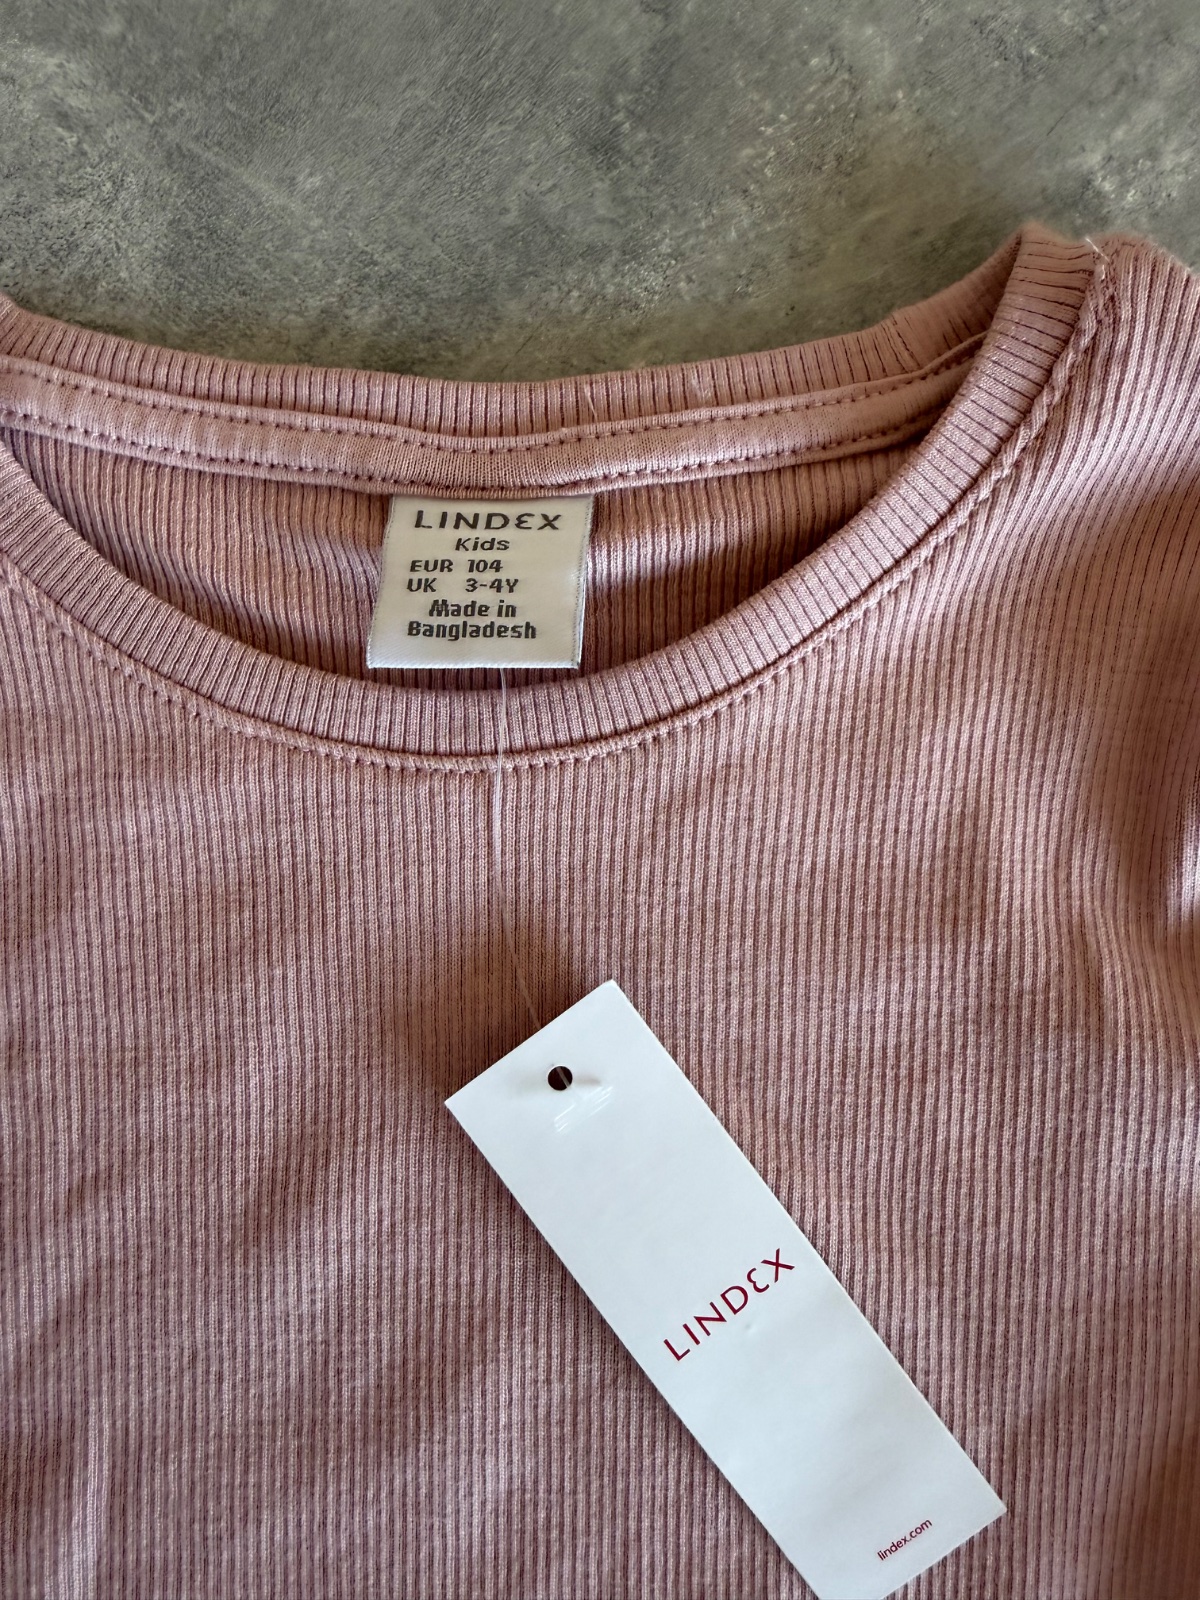 LINDEX
Kids
EUR 104
UK 3-4Y
Made in
Bangladesh
LINDEX
lindex.com